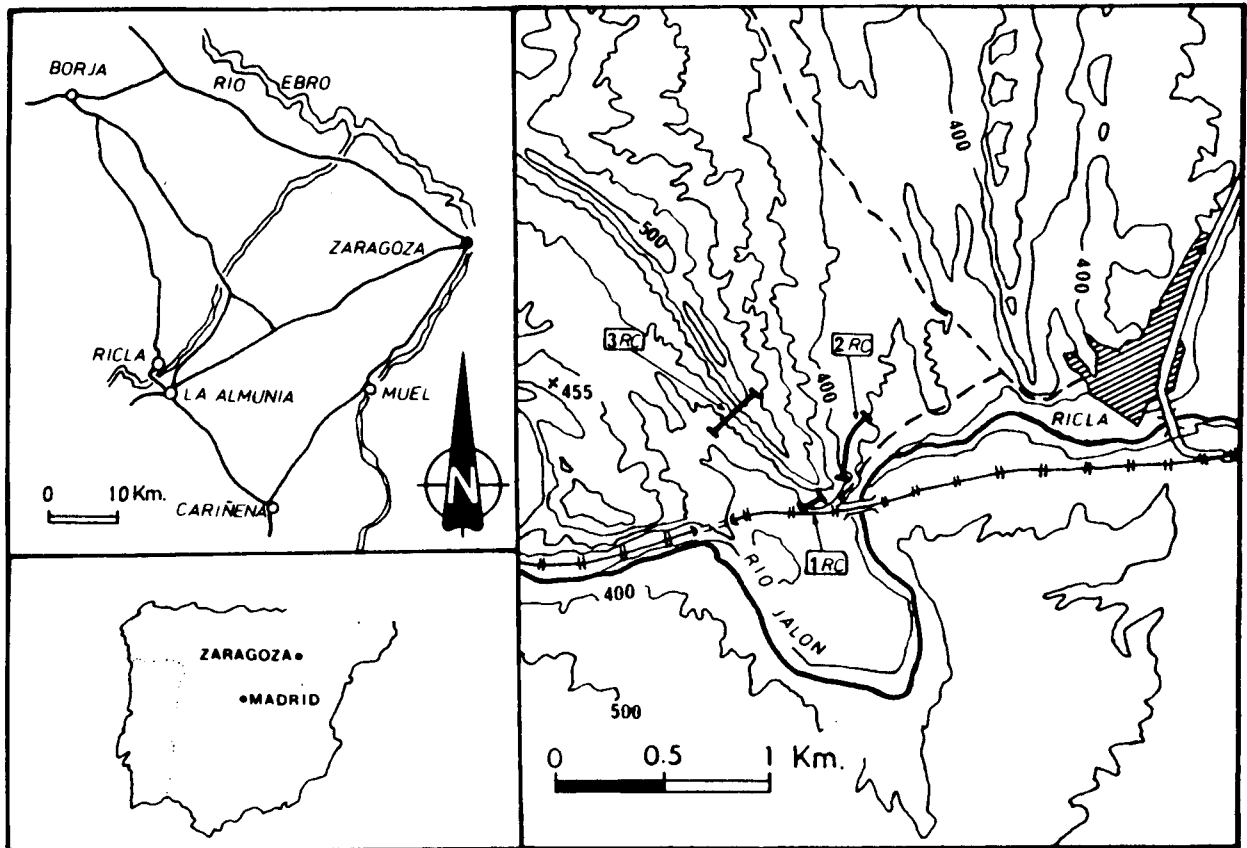 BORJA
RIO EBRO
ZARAGOZA
RICLA
LA ALMUNIA
MUEL
CARIÑENA
0 10 Km.
N
ZARAGOZA
MADRID
400
500
400
3RC
2RC
400
455
RICLA
1RC
RIO JALON
400
500
0 0.5 1 Km.